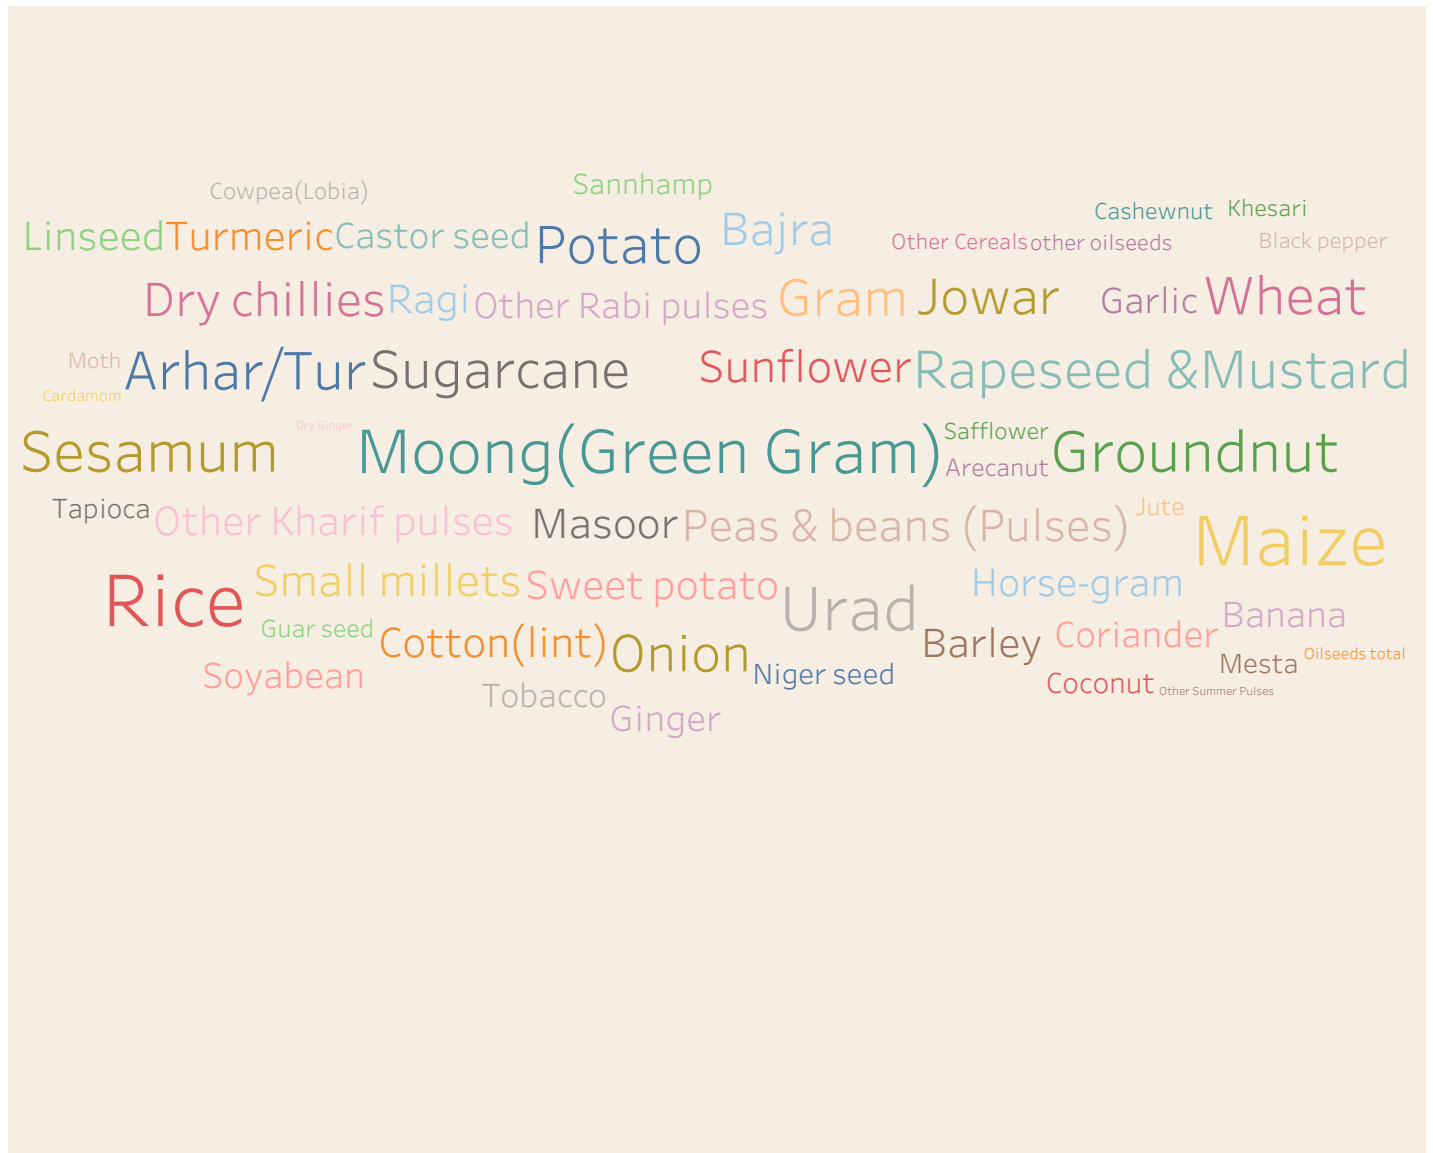 Cowpea(Lobia) Sannhamp
Cashewnut Khesari
Linseed Turmeric Castor seed Potato Bajra Other Cereals other oilseeds Black pepper
Dry chillies Ragi Other Rabi pulses Gram Jowar Garlic Wheat
Moth Arhar/Tur Sugarcane Sunflower Rapeseed &Mustard
Cardamom
Sesamum Dry Ginger Moong(Green Gram) Safflower Groundnut
Arecanut
Tapioca Other Kharif pulses Masoor Peas & beans (Pulses) Jute Maize
Rice Small millets Sweet potato Urad Horse-gram Banana
Guar seed Cotton(lint) Onion Barley Coriander Oilseeds total
Soyabean Niger seed Mesta
Tobacco Coconut Other Summer Pulses
Ginger